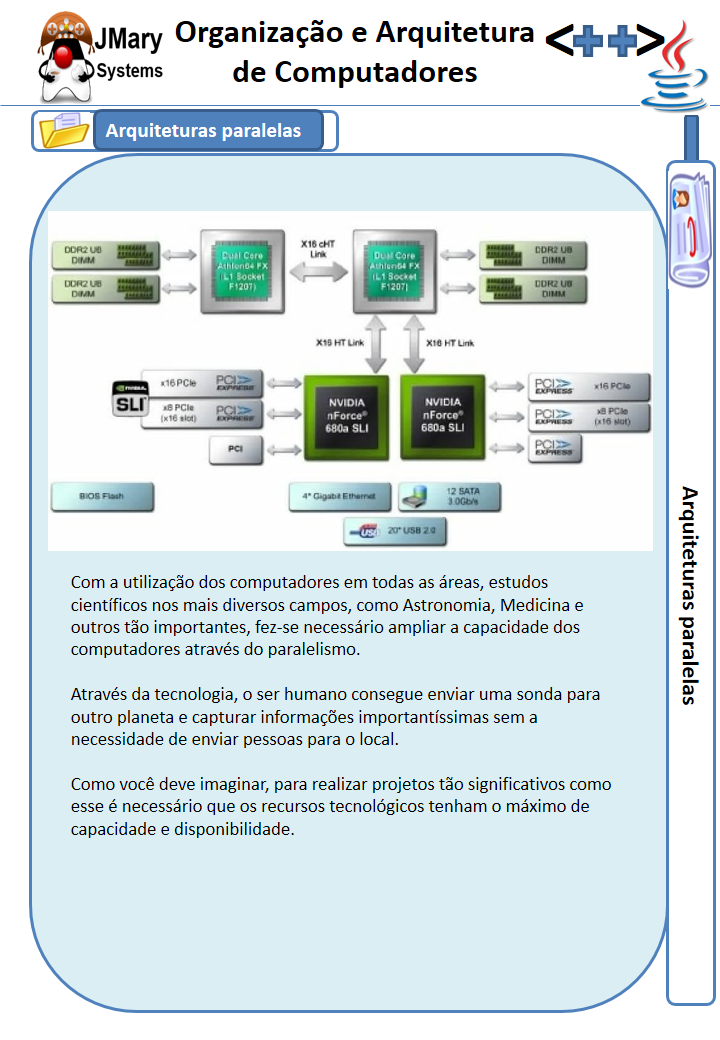 JMary
Systems
Organização e Arquitetura
de Computadores
<++>
Arquiteturas paralelas
DDR2 UB
DIMM
DDR2 UB
DIMM
Dual Core
Athlon64 FX
(L1 Socket
F1207)
X16 cHT
Link
Dual Core
Athlon64 FX
(L1 Socket
F1207)
DDR2 UB
DIMM
DDR2 UB
DIMM
X16 HT Link
X16 HT Link
NVIDIA
SLI
x16 PCIe
PCI
EXPRESS
x8 PCIe
(x16 slot)
PCI
EXPRESS
PCI
NVIDIA
nForce®
680a SLI
NVIDIA
nForce®
680a SLI
PCI
EXPRESS
x16 PCIe
PCI
EXPRESS
x8 PCIe
(x16 slot)
PCI
EXPRESS
BIOS Flash
4* Gigabit Ethernet
12 SATA
3.0Gb/s
USB
20* USB 2.0
Com a utilização dos computadores em todas as áreas, estudos
científicos nos mais diversos campos, como Astronomia, Medicina e
outros tão importantes, fez-se necessário ampliar a capacidade dos
computadores através do paralelismo.
Através da tecnologia, o ser humano consegue enviar uma sonda para
outro planeta e capturar informações importantíssimas sem a
necessidade de enviar pessoas para o local.
Como você deve imaginar, para realizar projetos tão significativos como
esse é necessário que os recursos tecnológicos tenham o máximo de
capacidade e disponibilidade.
Arquiteturas paralelas